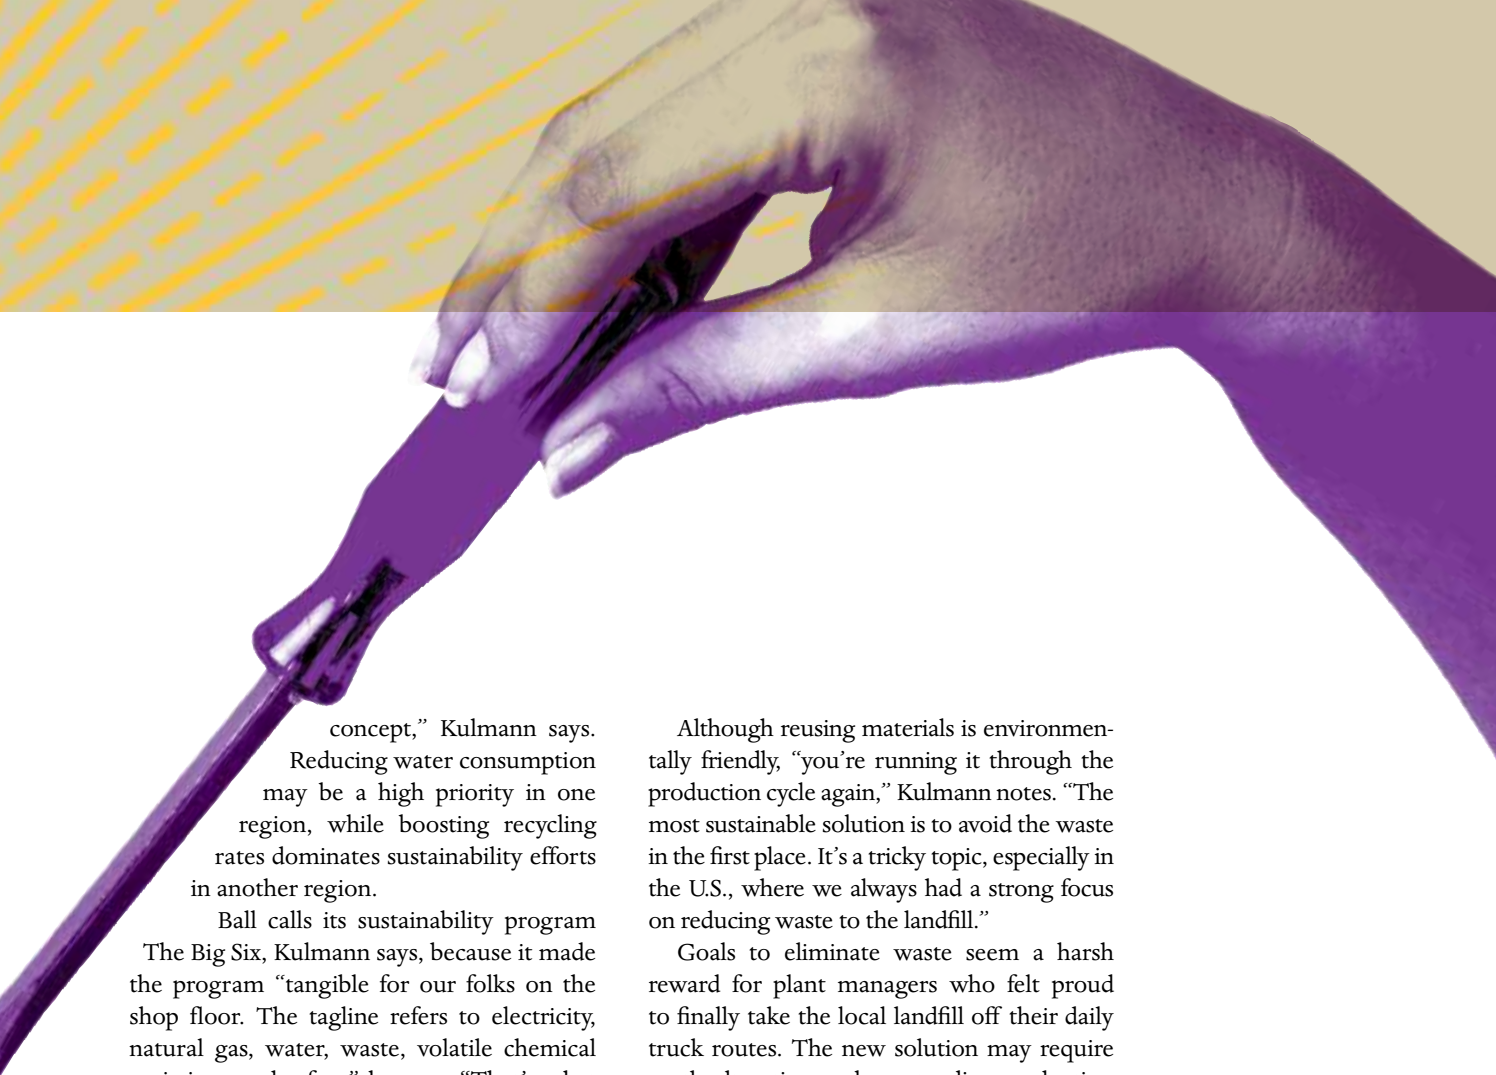 concept,” Kulmann says.
Reducing water consumption
may be a high priority in one
region, while boosting recycling
rates dominates sustainability efforts
in another region.
Ball calls its sustainability program
The Big Six, Kulmann says, because it made
the program “tangible for our folks on the
shop floor. The tagline refers to electricity,
natural gas, water, waste, volatile chemical
Although reusing materials is environmen-
tally friendly, “you’re running it through the
production cycle again,” Kulmann notes. “The
most sustainable solution is to avoid the waste
in the first place. It’s a tricky topic, especially in
the U.S., where we always had a strong focus
on reducing waste to the landfill.”
Goals to eliminate waste seem a harsh
reward for plant managers who felt proud
to finally take the local landfill off their daily
truck routes. The new solution may require